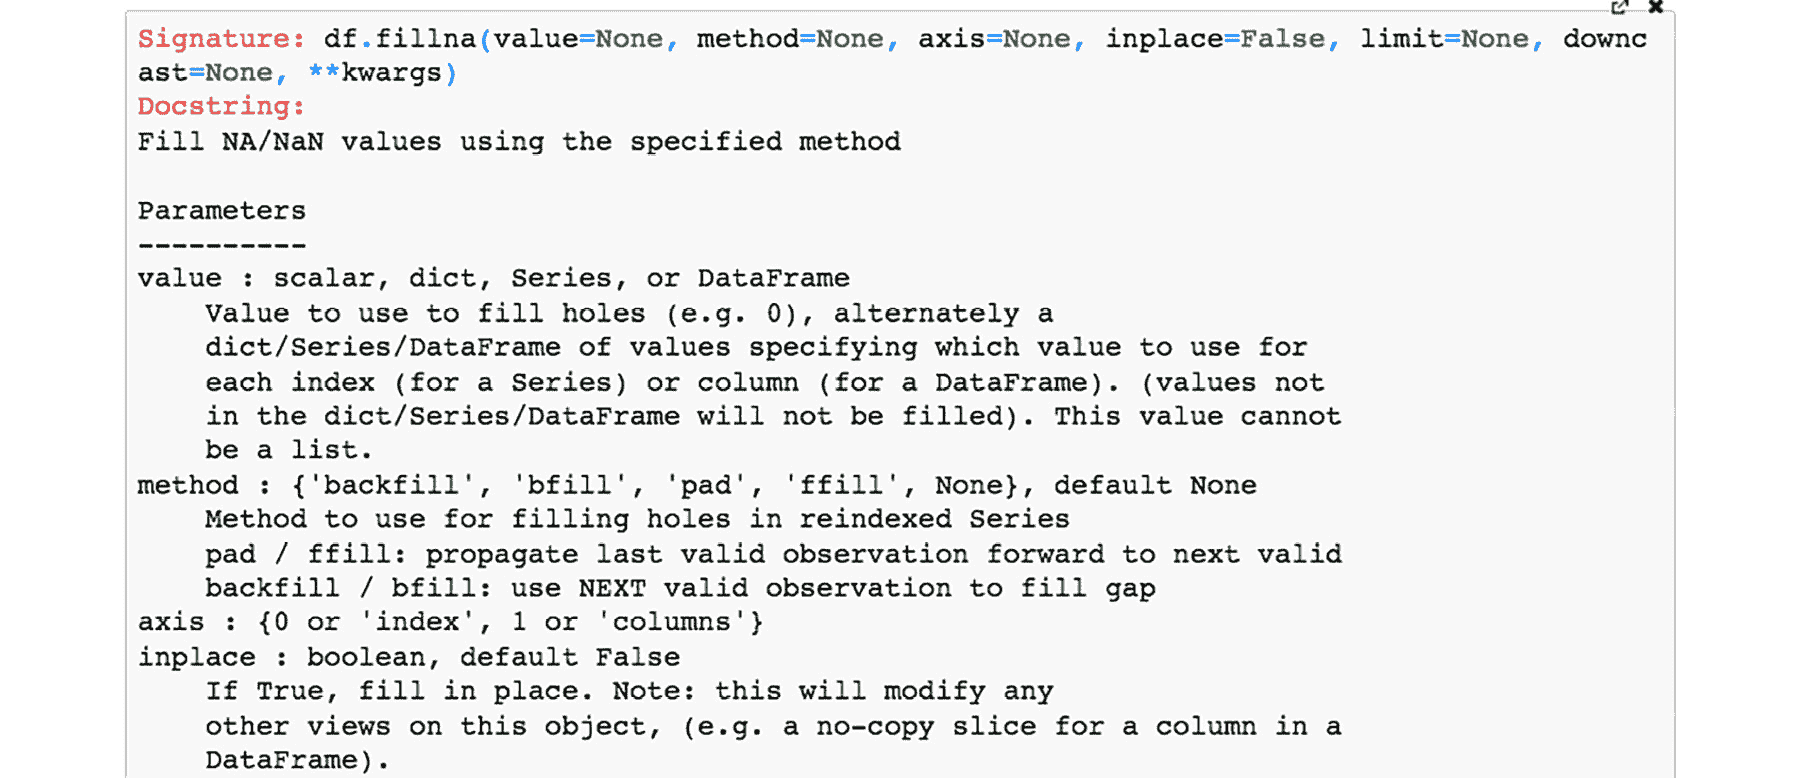 Signature: df.fillna(value=None, method=None, axis=None, inplace=False, limit=None, downc
ast=None, **kwargs)
Docstring:
Fill NA/NaN values using the specified method
Parameters
----------
value : scalar, dict, Series, or DataFrame
Value to use to fill holes (e.g. 0), alternately a
dict/Series/DataFrame of values specifying which value to use for
each index (for a Series) or column (for a DataFrame). (values not
in the dict/Series/DataFrame will not be filled). This value cannot
be a list.
method : {'backfill', 'bfill', 'pad', 'ffill', None}, default None
Method to use for filling holes in reindexed Series
pad / ffill: propagate last valid observation forward to next valid
backfill / bfill: use NEXT valid observation to fill gap
axis : {0 or 'index', 1 or 'columns'}
inplace : boolean, default False
If True, fill in place. Note: this will modify any
other views on this object, (e.g. a no-copy slice for a column in a
DataFrame).